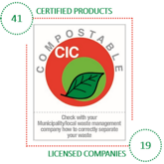 CERTIFIED PRODUCTS
41
COMPOSTABLE
CIC
Check with your
Municipality/local waste management
company how to correctly separate
your waste
19
LICENSED COMPANIES